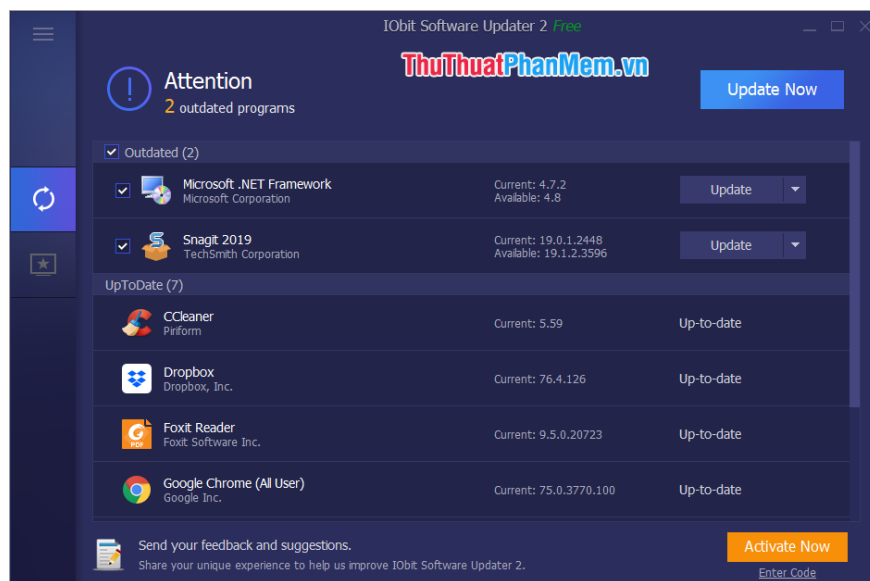 IObit Software Updater 2 Free
ThuThuatPhanMem.vn
Attention
2 outdated programs
Update Now
Outdated (2)
Microsoft .NET Framework
Microsoft Corporation
Current: 4.7.2
Available: 4.8
Update
Snagit 2019
TechSmith Corporation
Current: 19.0.1.2448
Available: 19.1.2.3596
Update
UpToDate (7)
CCleaner
Piriform
Current: 5.59
Up-to-date
Dropbox
Dropbox, Inc.
Current: 76.4.126
Up-to-date
Foxit Reader
Foxit Software Inc.
Current: 9.5.0.20723
Up-to-date
PDF
Google Chrome (All User)
Google Inc.
Current: 75.0.3770.100
Up-to-date
Send your feedback and suggestions.
Share your unique experience to help us improve IObit Software Updater 2.
Activate Now
Enter Code